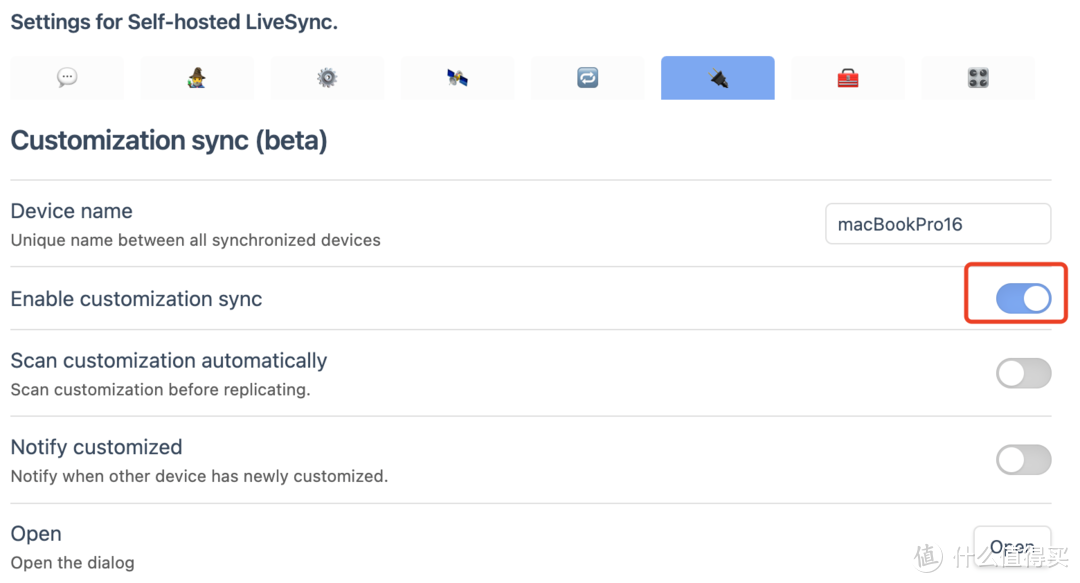 Settings for Self-hosted LiveSync.
Customization sync (beta)
Device name
Unique name between all synchronized devices
macBookPro16
Enable customization sync
Scan customization automatically
Scan customization before replicating.
Notify customized
Notify when other device has newly customized.
Open
Open the dialog
Open
值 什么值得买